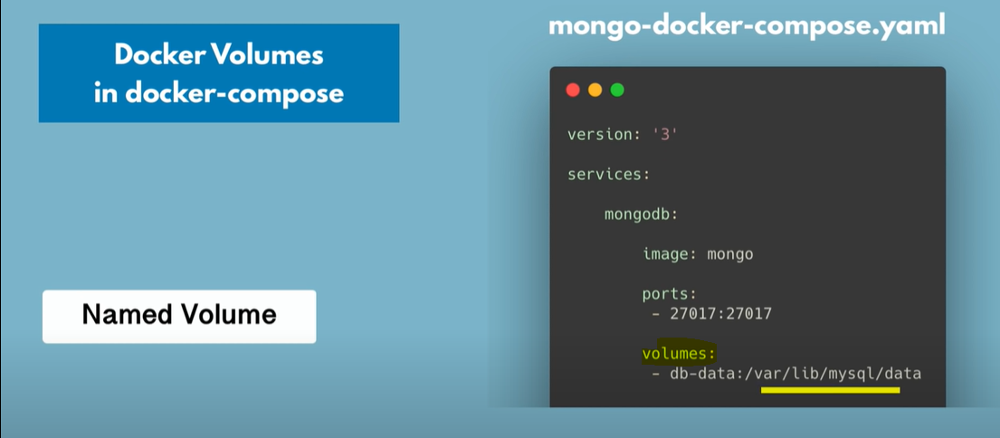 Docker Volumes
in docker-compose
Named Volume
mongo-docker-compose.yaml
version: '3'
services:
mongodb:
image: mongo
ports:
- 27017:27017
volumes:
- db-data:/var/lib/mysql/data